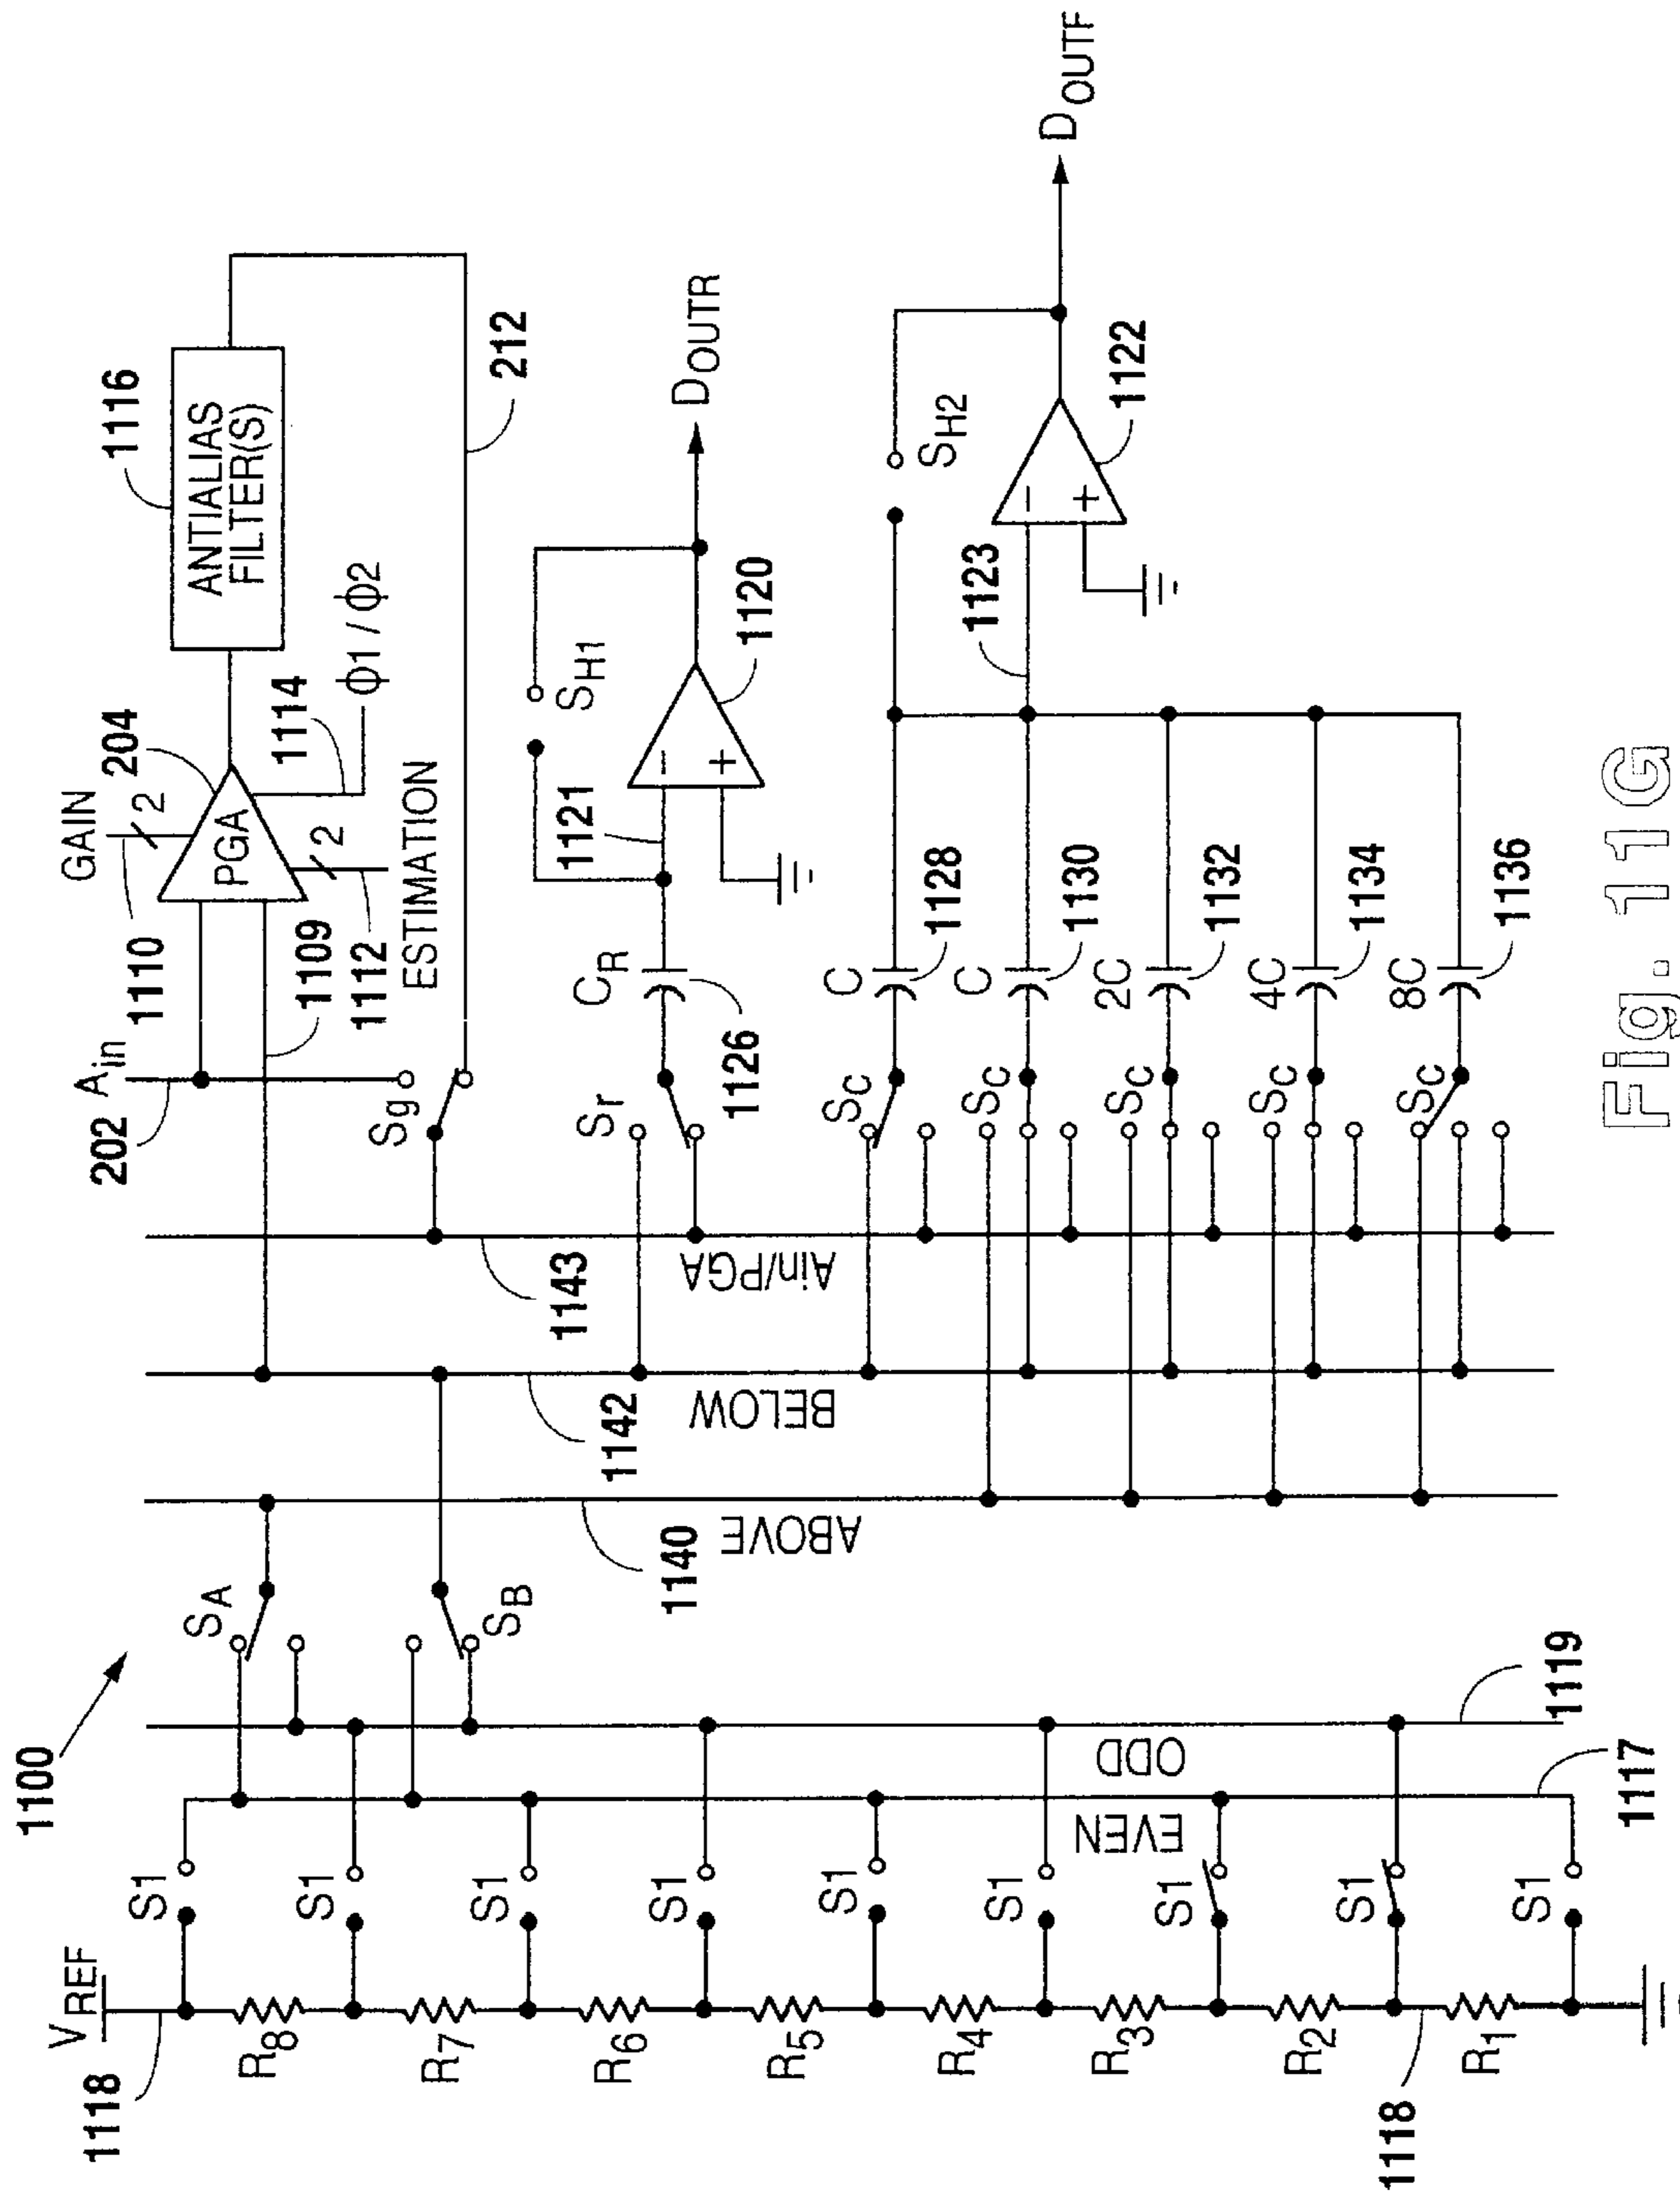 1100
1118
VREF
R8
R7
R6
R5
R4
R3
R2
R1
1118
S1
S1
S1
S1
S1
S1
S1
S1
S1
EVEN
ODD
1117
1119
SA
SB
ABOVE
1140
BELOW
1142
Ain/PGA
1143
202
Ain
Sg
1110
GAIN
2
204
PGA
1109
1112
2
ESTIMATION
1114
ϕ1 / ϕ2
1116
ANTIALIAS
FILTER(S)
212
Sr
CR
1126
1121
SH1
−
+
1120
DOUTR
SC
SC
SC
SC
SC
C
1128
C
1130
2C
1132
4C
1134
8C
1136
1123
SH2
−
+
1122
DOUTF
Fig. 11G